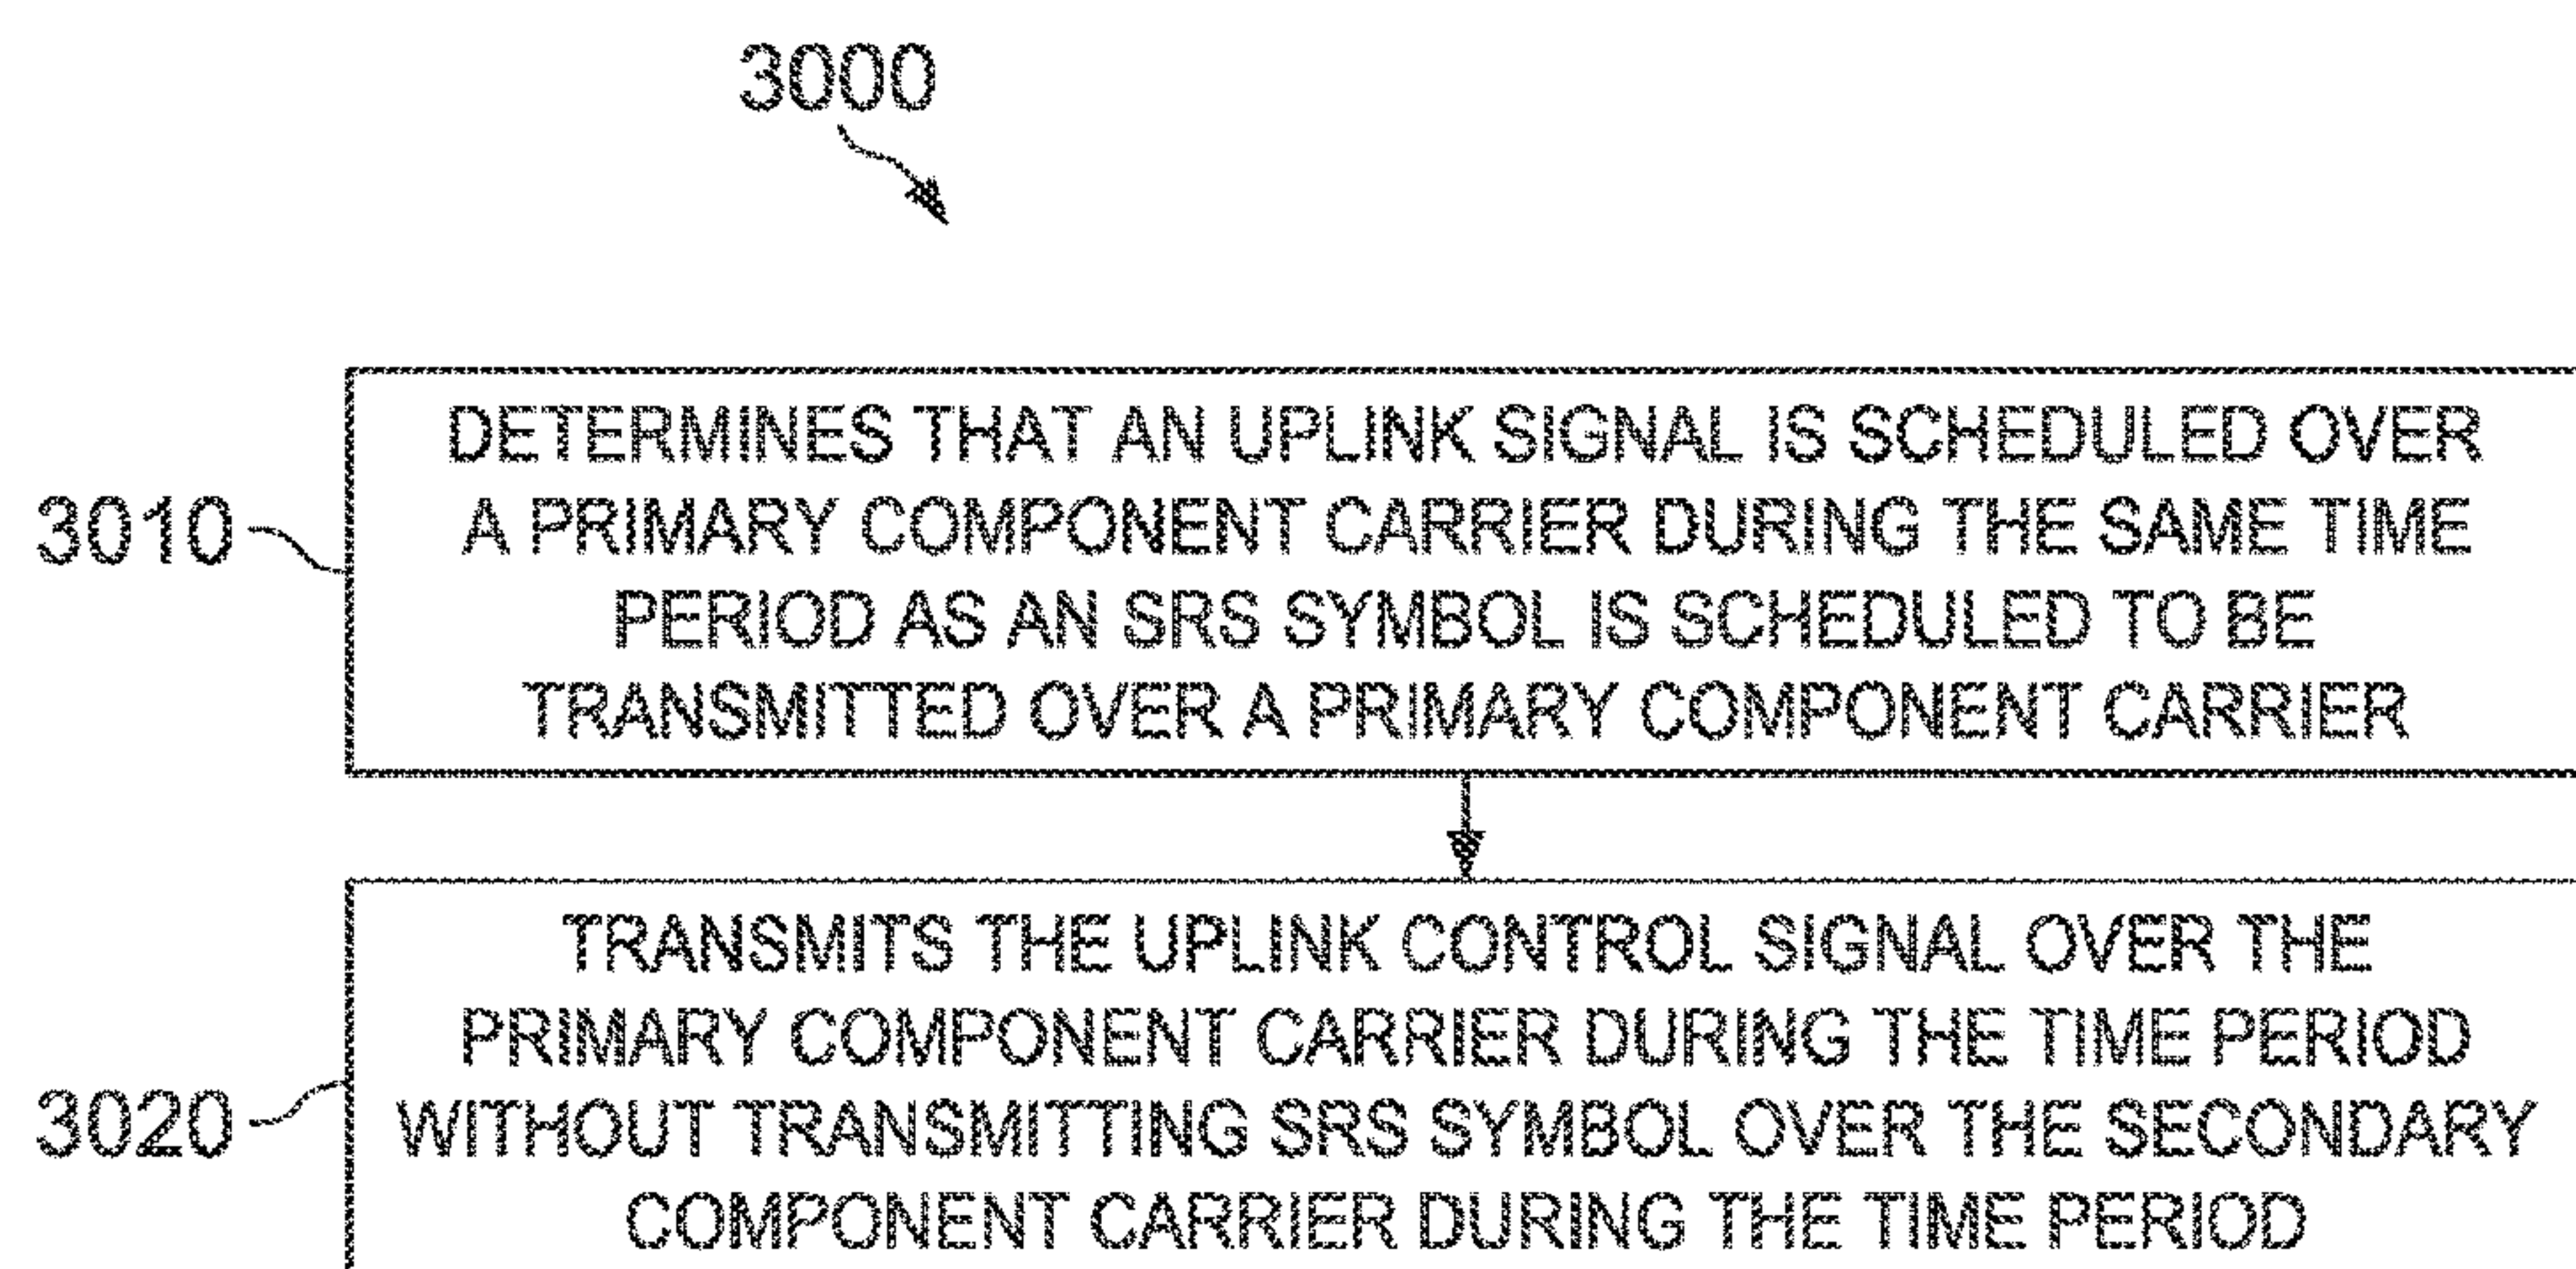 3000
3010
DETERMINES THAT AN UPLINK SIGNAL IS SCHEDULED OVER
A PRIMARY COMPONENT CARRIER DURING THE SAME TIME
PERIOD AS AN SRS SYMBOL IS SCHEDULED TO BE
TRANSMITTED OVER A PRIMARY COMPONENT CARRIER
3020
TRANSMITS THE UPLINK CONTROL SIGNAL OVER THE
PRIMARY COMPONENT CARRIER DURING THE TIME PERIOD
WITHOUT TRANSMITTING SRS SYMBOL OVER THE SECONDARY
COMPONENT CARRIER DURING THE TIME PERIOD